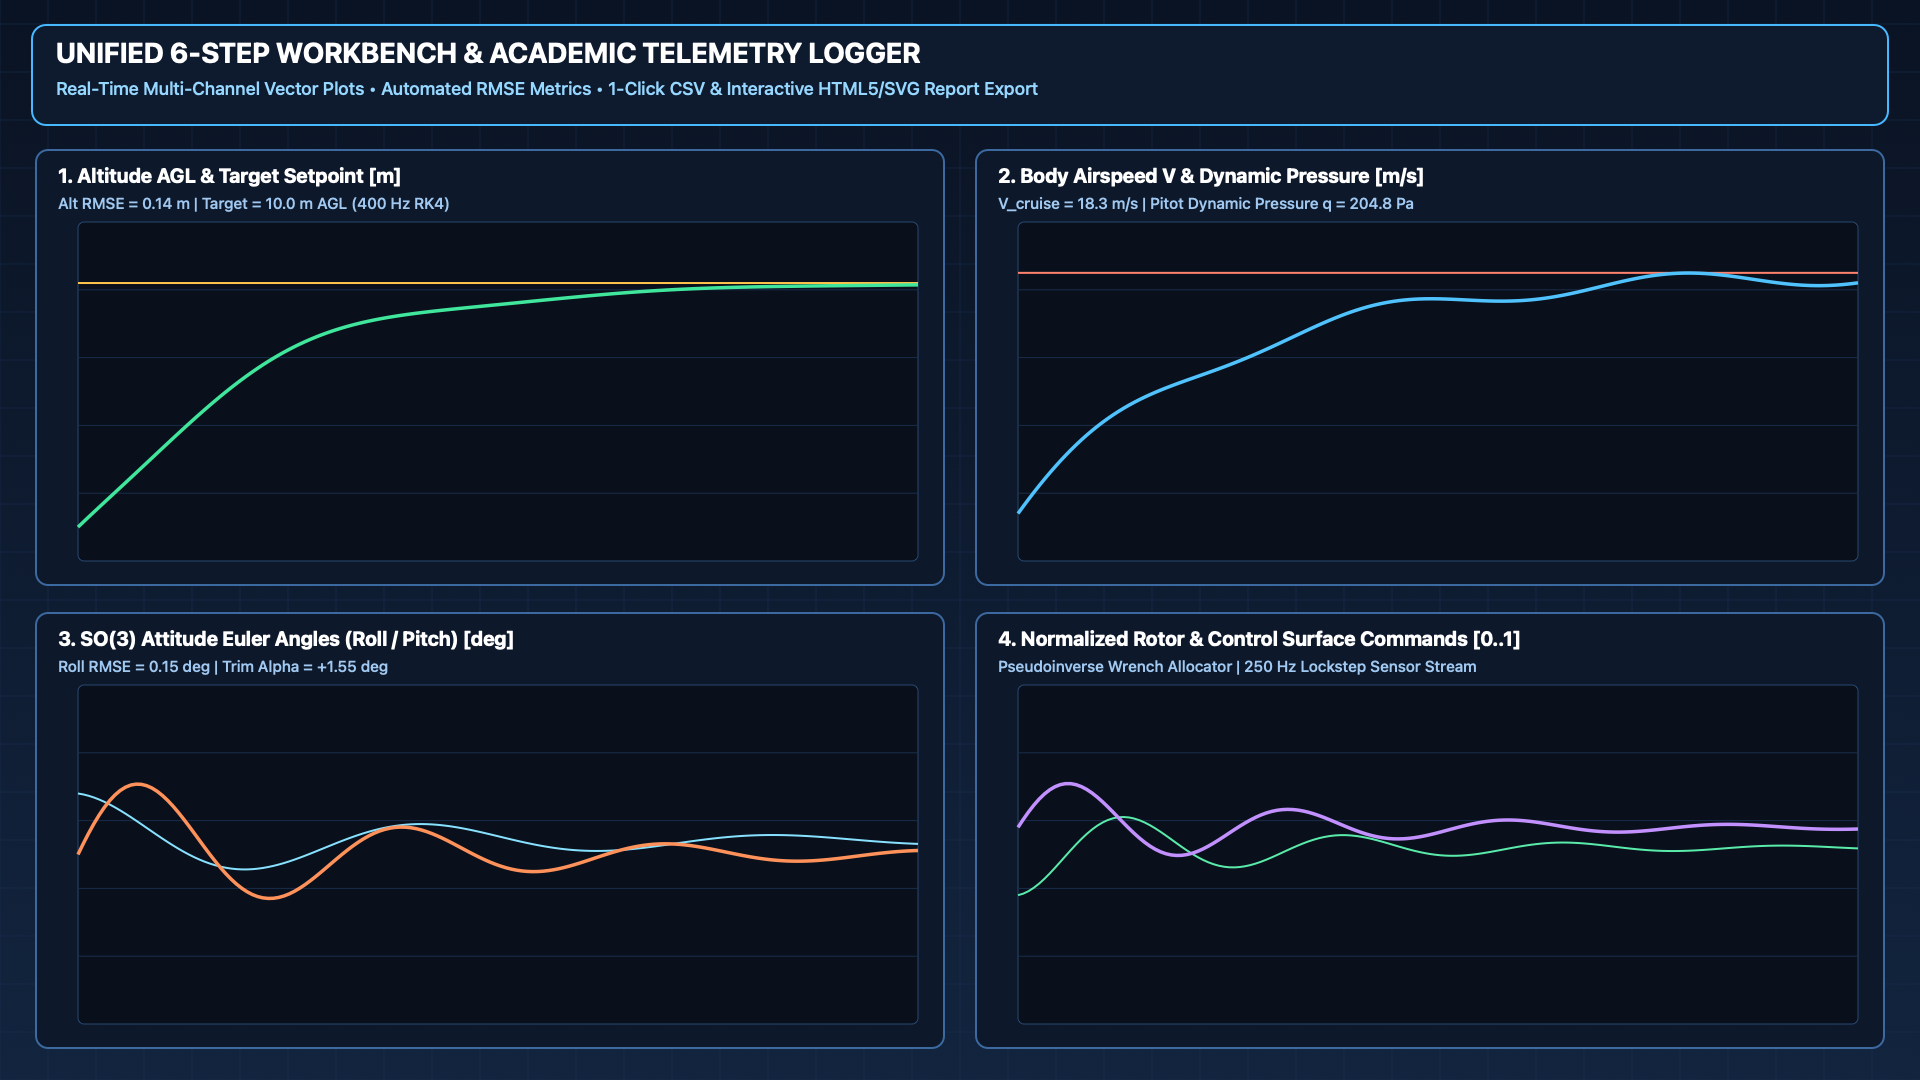 UNIFIED 6-STEP WORKBENCH & ACADEMIC TELEMETRY LOGGER
Real-Time Multi-Channel Vector Plots • Automated RMSE Metrics • 1-Click CSV & Interactive HTML5/SVG Report Export
1. Altitude AGL & Target Setpoint [m]
Alt RMSE = 0.14 m | Target = 10.0 m AGL (400 Hz RK4)
2. Body Airspeed V & Dynamic Pressure [m/s]
V_cruise = 18.3 m/s | Pitot Dynamic Pressure q = 204.8 Pa
3. SO(3) Attitude Euler Angles (Roll / Pitch) [deg]
Roll RMSE = 0.15 deg | Trim Alpha = +1.55 deg
4. Normalized Rotor & Control Surface Commands [0..1]
Pseudoinverse Wrench Allocator | 250 Hz Lockstep Sensor Stream